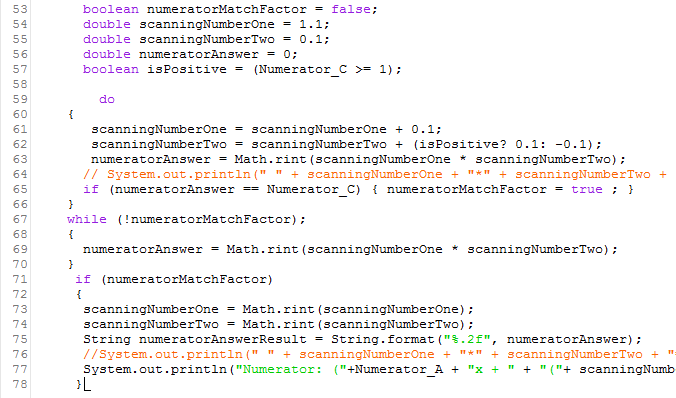 53 boolean numeratorMatchFactor = false;
54 double scanningNumberOne = 1.1;
55 double scanningNumberTwo = 0.1;
56 double numeratorAnswer = 0;
57 boolean isPositive = (Numerator_C >= 1);
58
59 do
60 {
61 scanningNumberOne = scanningNumberOne + 0.1;
62 scanningNumberTwo = scanningNumberTwo + (isPositive? 0.1: -0.1);
63 numeratorAnswer = Math.rint(scanningNumberOne * scanningNumberTwo);
64 // System.out.println(" " + scanningNumberOne + "*" + scanningNumberTwo +
65 if (numeratorAnswer == Numerator_C) { numeratorMatchFactor = true ; }
66 }
67 while (!numeratorMatchFactor);
68 {
69 numeratorAnswer = Math.rint(scanningNumberOne * scanningNumberTwo);
70 }
71 if (numeratorMatchFactor)
72 {
73 scanningNumberOne = Math.rint(scanningNumberOne);
74 scanningNumberTwo = Math.rint(scanningNumberTwo);
75 String numeratorAnswerResult = String.format("%.2f", numeratorAnswer);
76 //System.out.println(" " + scanningNumberOne + "*" + scanningNumberTwo + "
77 System.out.println("Numerator: ("+Numerator_A + "x + " + "("+ scanningNumb
78 }